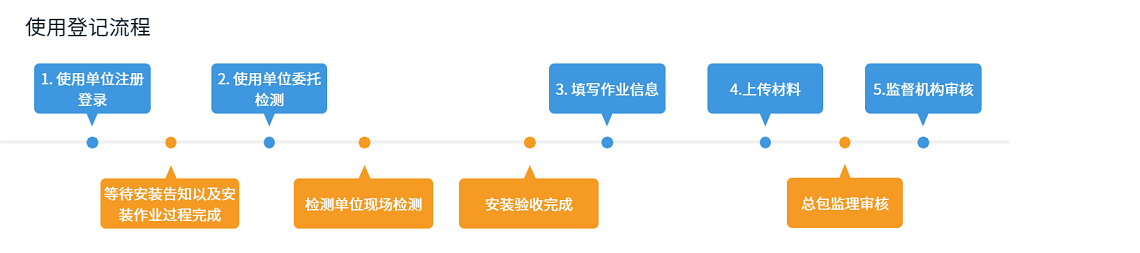 使用登记流程
1. 使用单位注册
登录
2. 使用单位委托
检测
3. 填写作业信息
4.上传材料
5.监督机构审核
等待安装告知以及安
装作业过程完成
检测单位现场检测
安装验收完成
总包监理审核